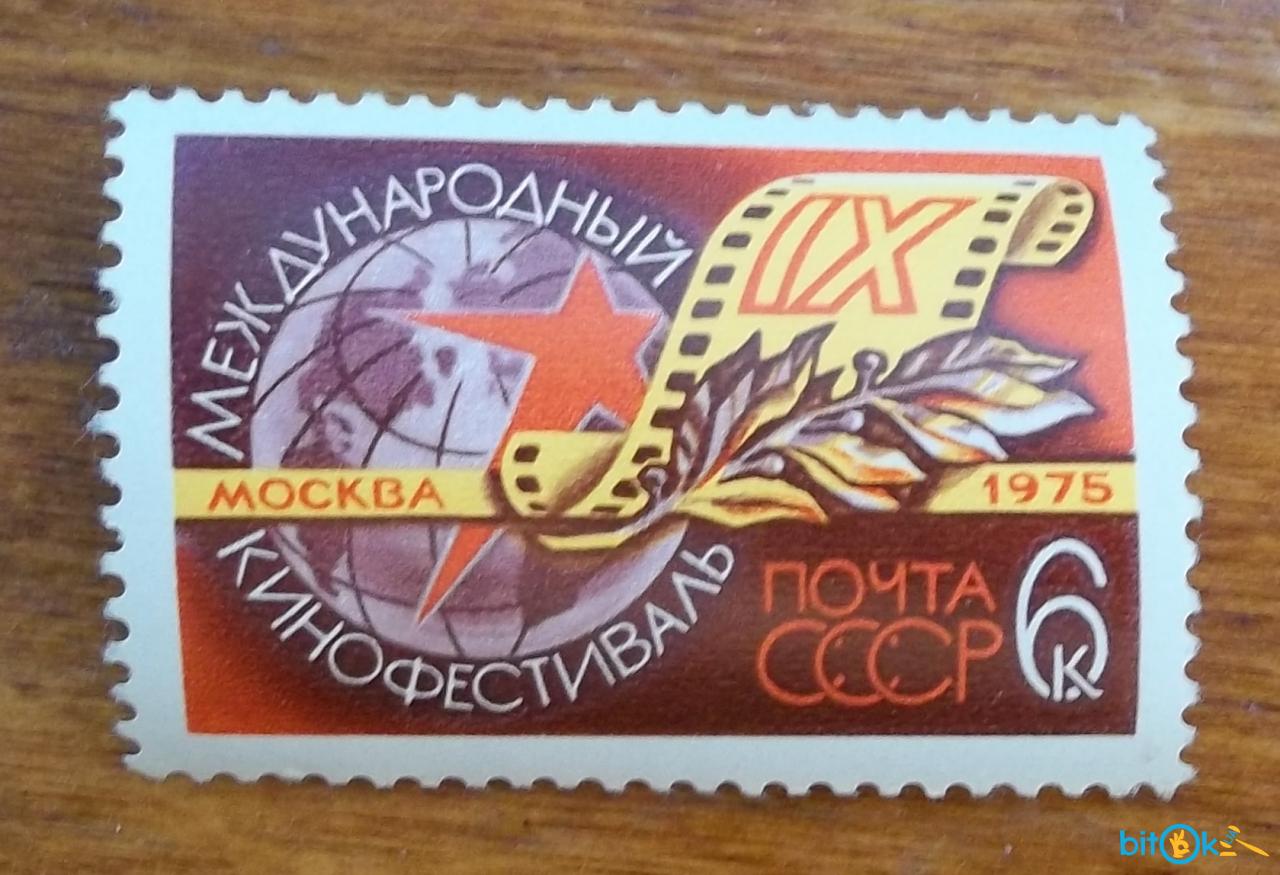 МЕЖДУНАРОДНЫЙ
IX
МОСКВА
1975
КИНОФЕСТИВАЛЬ
ПОЧТА
СССР
6 К.
bitOk